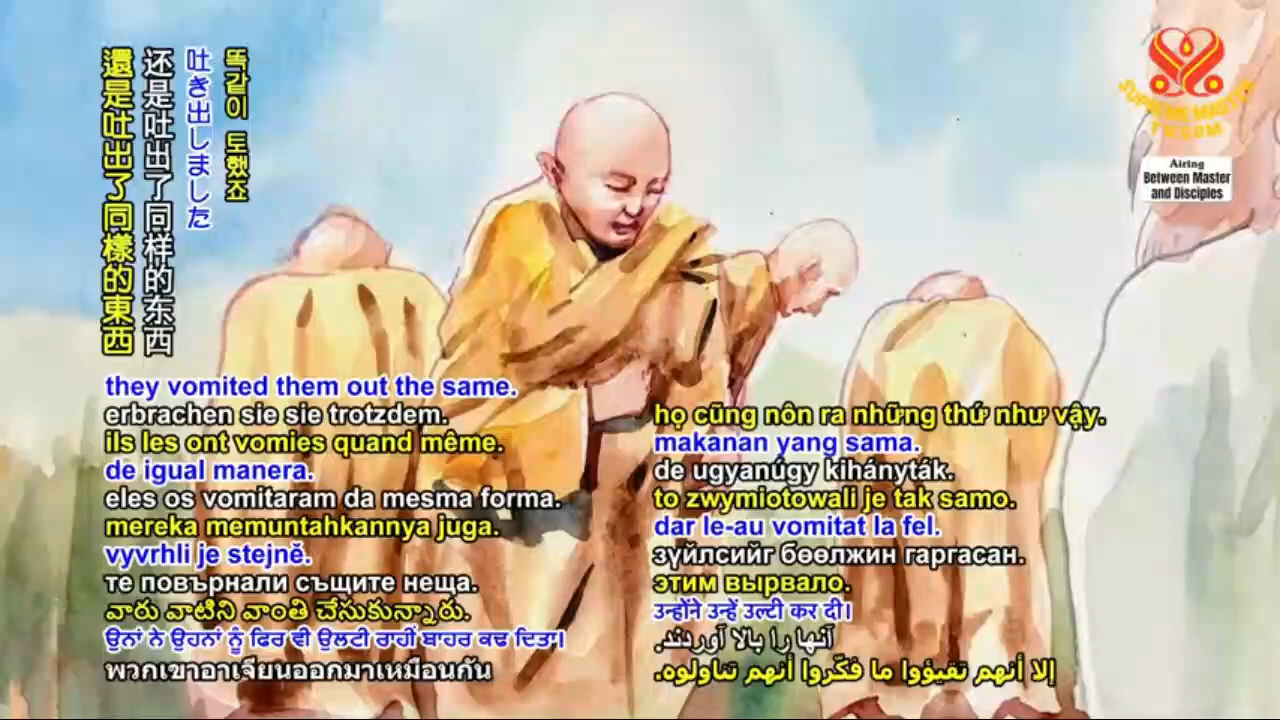 똑같이 토했죠
吐き出しました
还是吐出了同样的东西
還是吐出了同樣的東西
SUPREME MASTER
TV.COM
Airing
Between Master
and Disciples
they vomited them out the same.
erbrachen sie sie trotzdem.
ils les ont vomies quand même.
de igual manera.
eles os vomitaram da mesma forma.
mereka memuntahkannya juga.
vyvrhli je stejně.
те повърнали същите неща.
వారు వాటిని వాంతి చేసుకున్నారు.
ਉਨਾਂ ਨੇ ਉਹਨਾਂ ਨੂੰ ਫਿਰ ਵੀ ਉਲਟੀ ਰਾਹੀਂ ਬਾਹਰ ਕਢ ਦਿਤਾ।
พวกเขาอาเจียนออกมาเหมือนกัน
họ cũng nôn ra những thứ như vậy.
makanan yang sama.
de ugyanúgy kihányták.
to zwymiotowali je tak samo.
dar le-au vomitat la fel.
зүйлсийг бөөлжин гаргасан.
этим вырвало.
उन्होंने उन्हें उल्टी कर दी।
آنها را بالا آوردند.
إلا أنهم تقيؤوا ما فكّروا أنهم تناولوه.